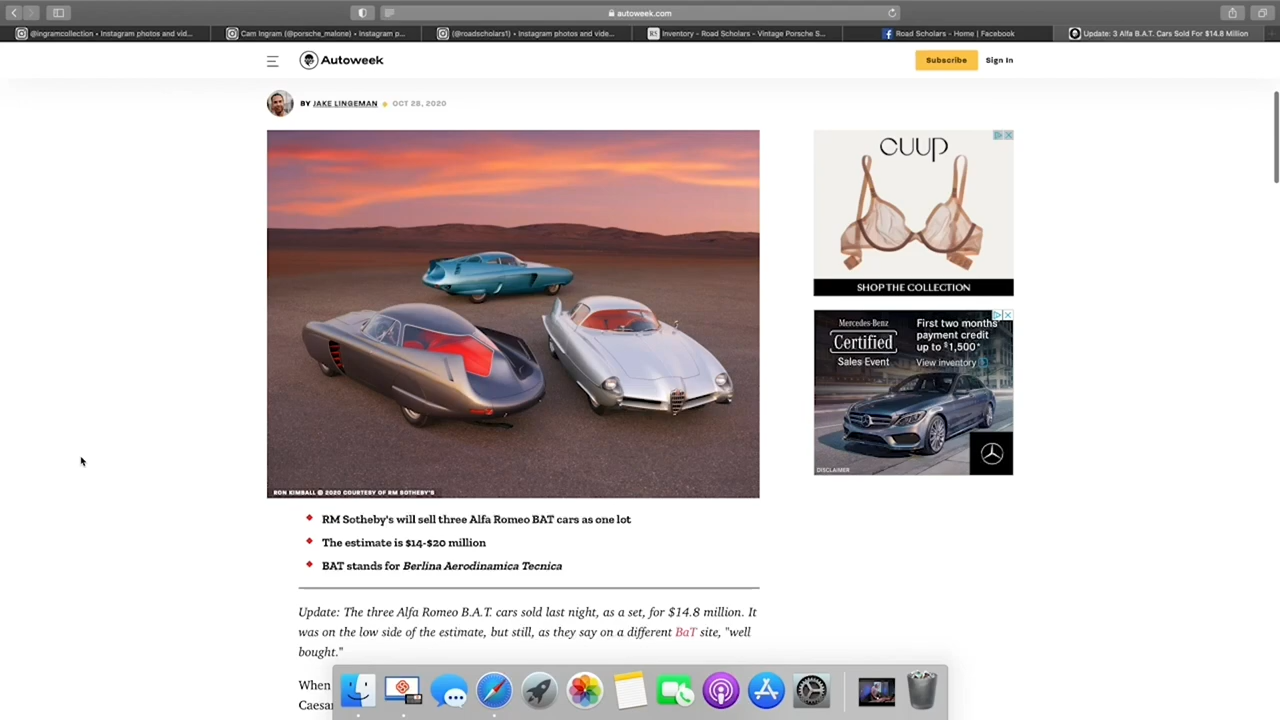 autoweek.com
@ingramcollection • Instagram photos and vid...
Cam Ingram (@porsche_malone) • Instagram p...
(@roadscholars1) • Instagram photos and vide...
RS
Inventory - Road Scholars - Vintage Porsche S...
Road Scholars - Home | Facebook
Update: 3 Alfa B.A.T. Cars Sold For $14.8 Million
Autoweek
Subscribe
Sign In
BY JAKE LINGEMAN
OCT 28, 2020
RON KIMBALL © 2020 COURTESY OF RM SOTHEBY'S
RM Sotheby's will sell three Alfa Romeo BAT cars as one lot
The estimate is $14-$20 million
BAT stands for Berlina Aerodinamica Tecnica
Update: The three Alfa Romeo B.A.T. cars sold last night, as a set, for $14.8 million. It
was on the low side of the estimate, but still, as they say on a different BaT site, "well
bought."
When
Caesa
CUUP
SHOP THE COLLECTION
Mercedes-Benz
Certified
Sales Event
First two months
payment credit
up to $1,500*
View inventory
DISCLAIMER